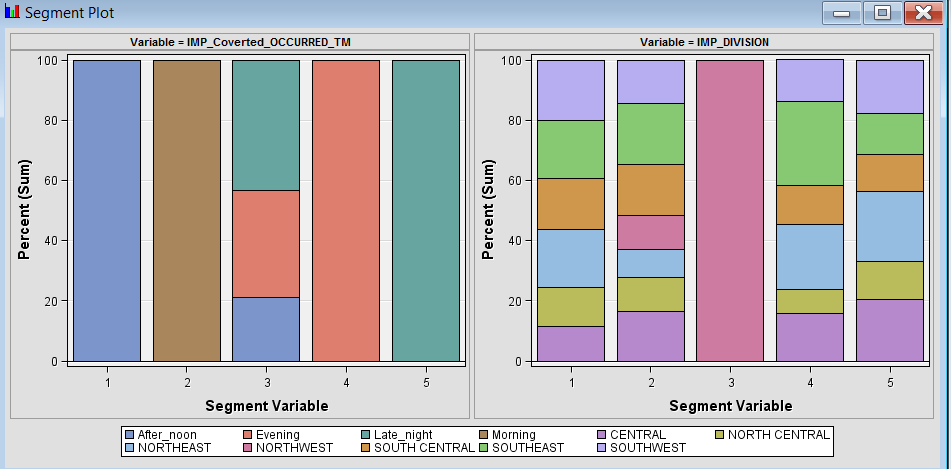 Segment Plot
Variable = IMP_Coverted_OCCURRED_TM
Percent (Sum)
100
80
60
40
20
0
1 2 3 4 5
Segment Variable
Variable = IMP_DIVISION
Percent (Sum)
100
80
60
40
20
0
1 2 3 4 5
Segment Variable
After_noon Evening Late_night Morning CENTRAL NORTH CENTRAL
NORTHEAST NORTHWEST SOUTH CENTRAL SOUTHEAST SOUTHWEST